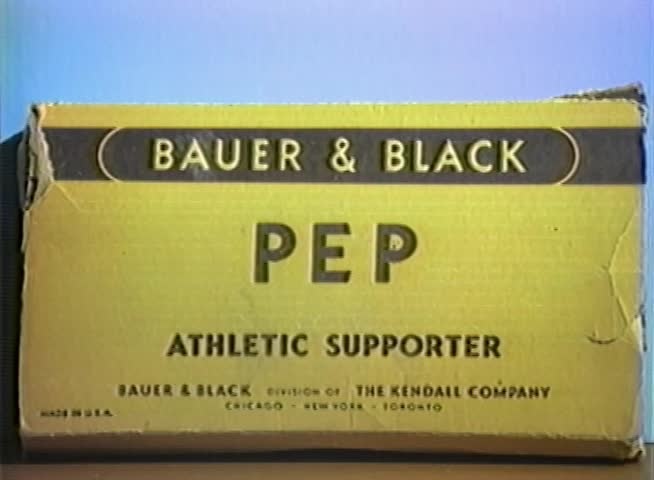 BAUER & BLACK
PEP
ATHLETIC SUPPORTER
BAUER & BLACK DIVISION OF THE KENDALL COMPANY
CHICAGO - NEW YORK - TORONTO
MADE IN U.S.A.